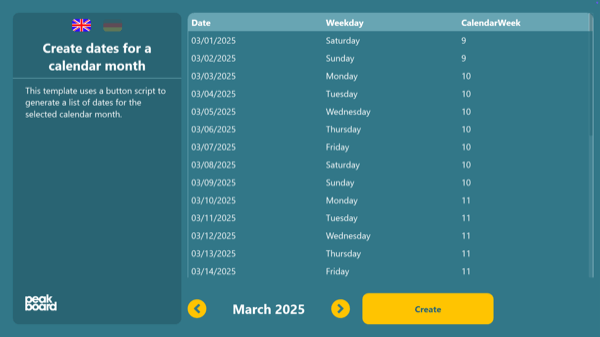 Create dates for a
calendar month
This template uses a button script to
generate a list of dates for the
selected calendar month.
peak
board
Date Weekday CalendarWeek
03/01/2025 Saturday 9
03/02/2025 Sunday 9
03/03/2025 Monday 10
03/04/2025 Tuesday 10
03/05/2025 Wednesday 10
03/06/2025 Thursday 10
03/07/2025 Friday 10
03/08/2025 Saturday 10
03/09/2025 Sunday 10
03/10/2025 Monday 11
03/11/2025 Tuesday 11
03/12/2025 Wednesday 11
03/13/2025 Thursday 11
03/14/2025 Friday 11
March 2025
Create